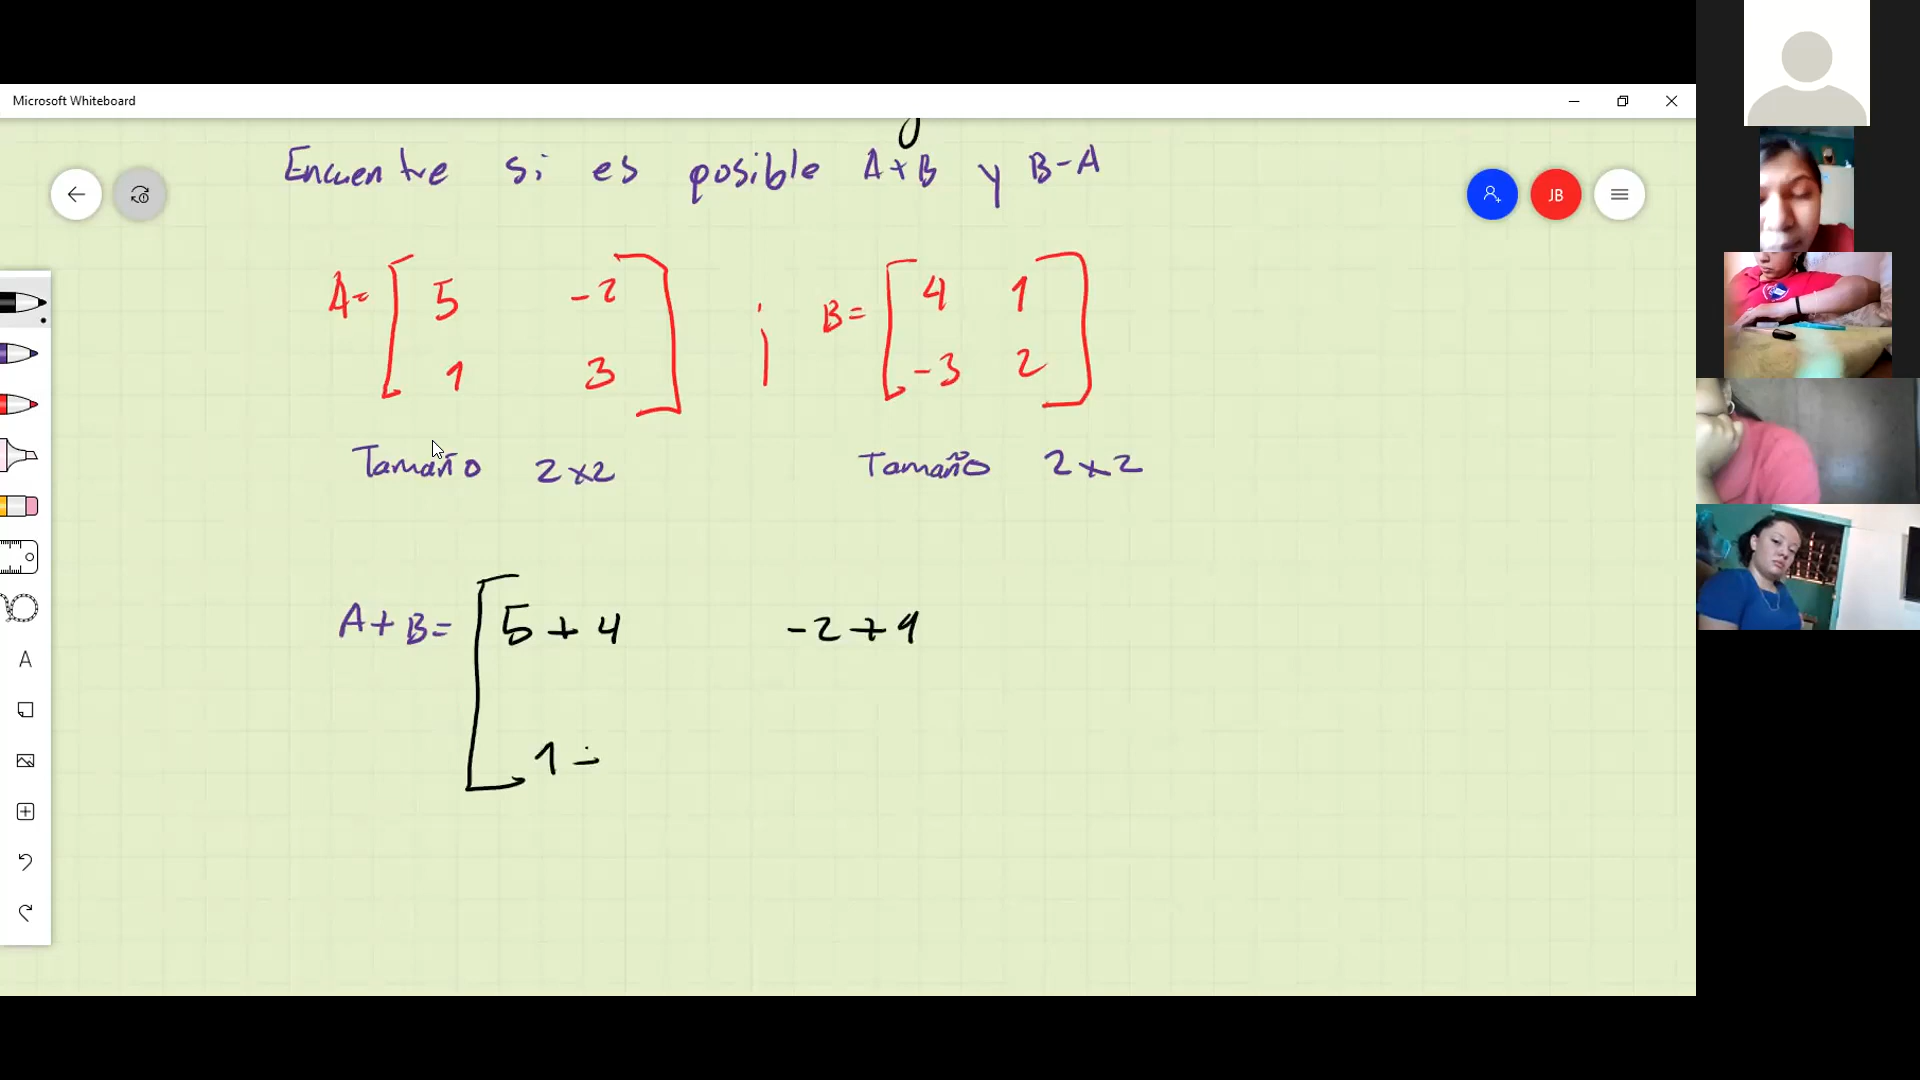 Microsoft Whiteboard
Encuentre si es posible A+B y B-A
JB
A= [ 5 -2 ; B= [ 4 1 ]
1 3 ] -3 2 ]
Tamaño 2x2 Tamaño 2x2
A+B= [ 5+4 -2+1
1 -
A